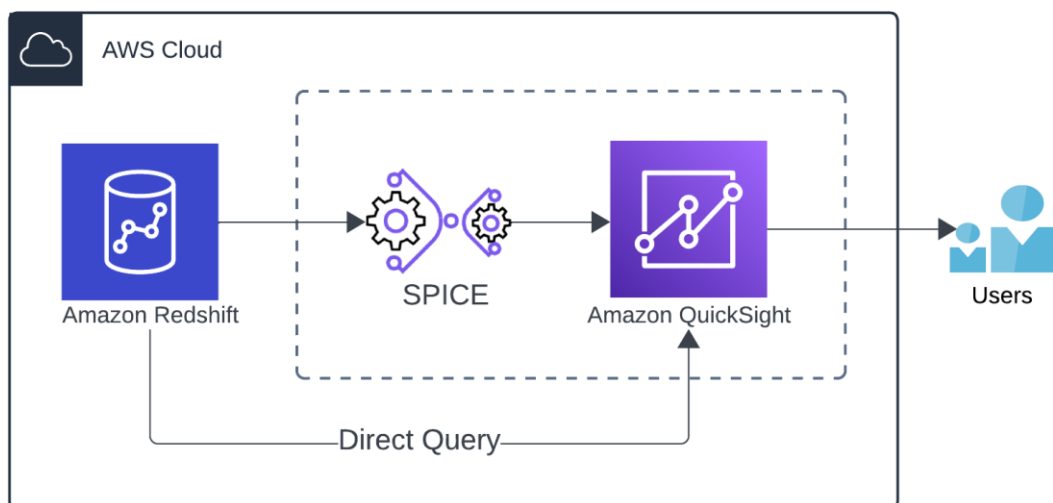 AWS Cloud
SPICE
Amazon Redshift
Amazon QuickSight
Users
Direct Query